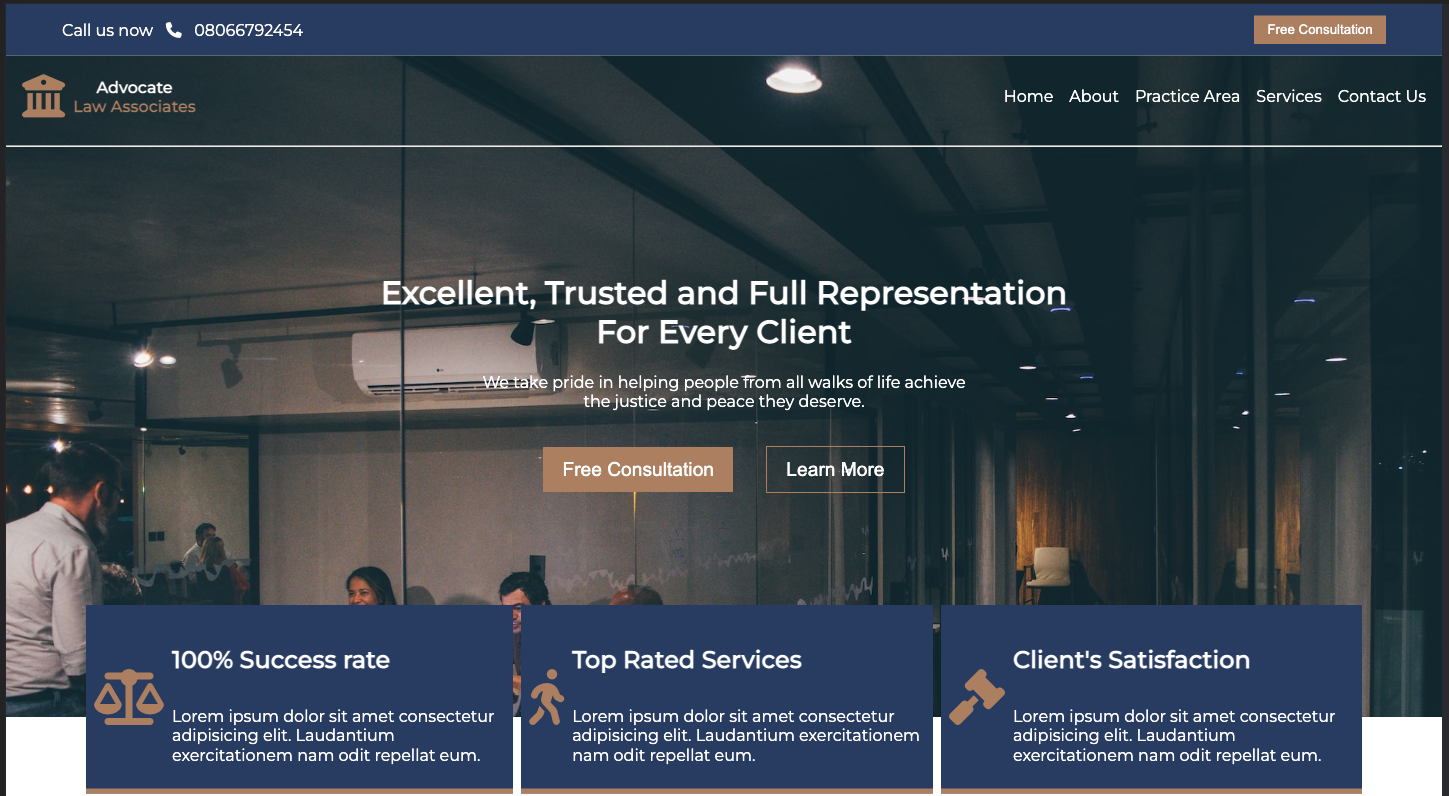 Call us now 08066792454
Free Consultation
Advocate
Law Associates
Home About Practice Area Services Contact Us
Excellent, Trusted and Full Representation
For Every Client
We take pride in helping people from all walks of life achieve
the justice and peace they deserve.
Free Consultation
Learn More
100% Success rate
Lorem ipsum dolor sit amet consectetur
adipisicing elit. Laudantium
exercitationem nam odit repellat eum.
Top Rated Services
Lorem ipsum dolor sit amet consectetur
adipisicing elit. Laudantium exercitationem
nam odit repellat eum.
Client's Satisfaction
Lorem ipsum dolor sit amet consectetur
adipisicing elit. Laudantium
exercitationem nam odit repellat eum.